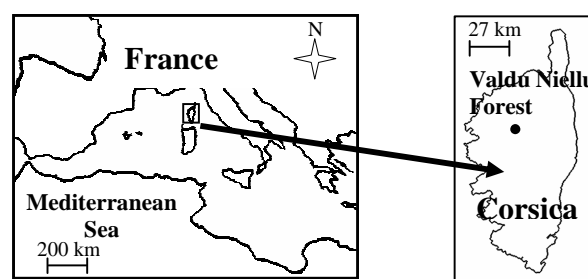 France
N
Mediterranean
Sea
200 km
27 km
Valdu Niellu
Forest
Corsica